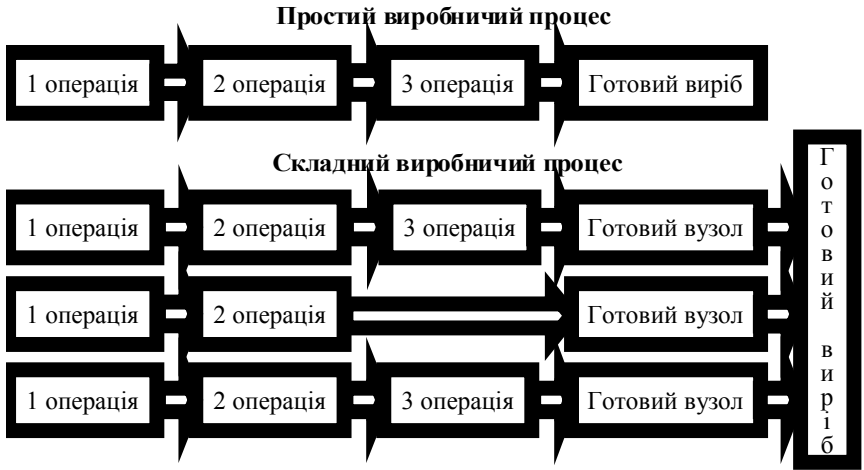 Простий виробничий процес
1 операція 2 операція 3 операція Готовий виріб
Складний виробничий процес
1 операція 2 операція 3 операція Готовий вузол
1 операція 2 операція Готовий вузол
1 операція 2 операція 3 операція Готовий вузол
Готовий виріб